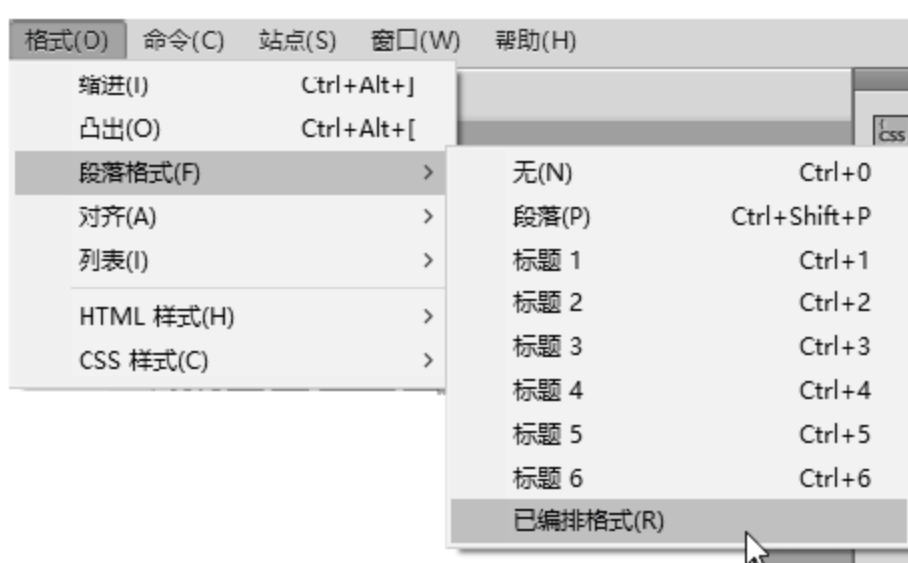 格式(O) 命令(C) 站点(S) 窗口(W) 帮助(H)
缩进(I) Ctrl+Alt+]
凸出(O) Ctrl+Alt+[
CSS
段落格式(F)
对齐(A)
列表(I)
HTML 样式(H)
CSS 样式(C)
无(N) Ctrl+0
段落(P) Ctrl+Shift+P
标题 1 Ctrl+1
标题 2 Ctrl+2
标题 3 Ctrl+3
标题 4 Ctrl+4
标题 5 Ctrl+5
标题 6 Ctrl+6
已编排格式(R)